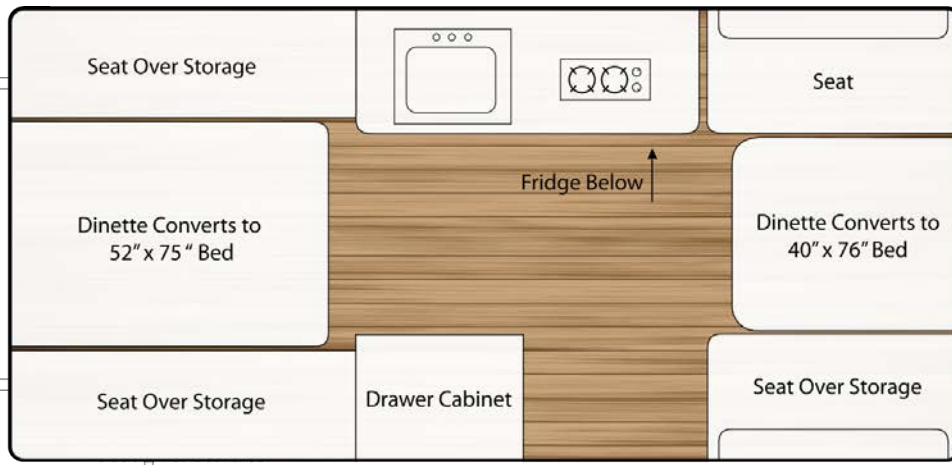 Seat Over Storage
Seat
Fridge Below
Dinette Converts to
52” x 75“ Bed
Dinette Converts to
40” x 76” Bed
Seat Over Storage
Drawer Cabinet
Seat Over Storage